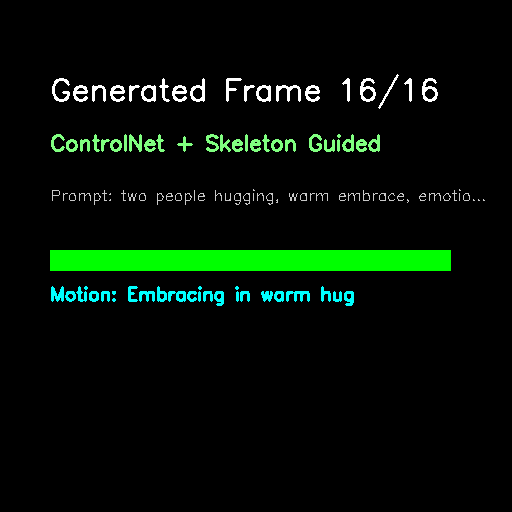 Generated Frame 16/16
ControlNet + Skeleton Guided
Prompt: two people hugging, warm embrace, emotio...
Motion: Embracing in warm hug